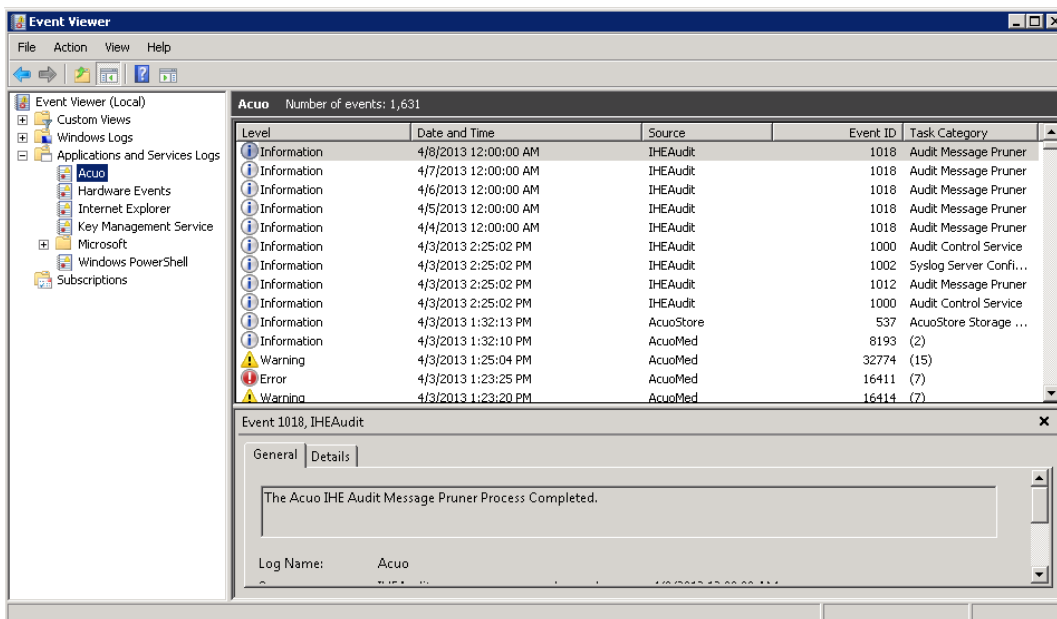 Event Viewer
File Action View Help
Event Viewer (Local)
Custom Views
Windows Logs
Applications and Services Logs
Acuo
Hardware Events
Internet Explorer
Key Management Service
Microsoft
Windows PowerShell
Subscriptions
Acuo Number of events: 1,631
Level Date and Time Source Event ID Task Category
Information 4/8/2013 12:00:00 AM IHEAudit 1018 Audit Message Pruner
Information 4/7/2013 12:00:00 AM IHEAudit 1018 Audit Message Pruner
Information 4/6/2013 12:00:00 AM IHEAudit 1018 Audit Message Pruner
Information 4/5/2013 12:00:00 AM IHEAudit 1018 Audit Message Pruner
Information 4/4/2013 12:00:00 AM IHEAudit 1018 Audit Message Pruner
Information 4/3/2013 2:25:02 PM IHEAudit 1000 Audit Control Service
Information 4/3/2013 2:25:02 PM IHEAudit 1002 Syslog Server Confi...
Information 4/3/2013 2:25:02 PM IHEAudit 1012 Audit Message Pruner
Information 4/3/2013 2:25:02 PM IHEAudit 1000 Audit Control Service
Information 4/3/2013 1:32:13 PM AcuoStore 537 AcuoStore Storage ...
Information 4/3/2013 1:32:10 PM AcuoMed 8193 (2)
Warning 4/3/2013 1:25:04 PM AcuoMed 32774 (15)
Error 4/3/2013 1:23:25 PM AcuoMed 16411 (7)
Warning 4/3/2013 1:23:20 PM AcuoMed 16414 (7)
Event 1018, IHEAudit
General Details
The Acuo IHE Audit Message Pruner Process Completed.
Log Name: Acuo